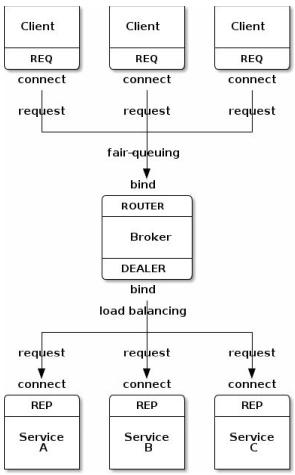 Client Client Client
REQ REQ REQ
connect connect connect
request request request
fair-queuing
bind
ROUTER
Broker
DEALER
bind
load balancing
request request request
connect connect connect
REP REP REP
Service Service Service
A B C